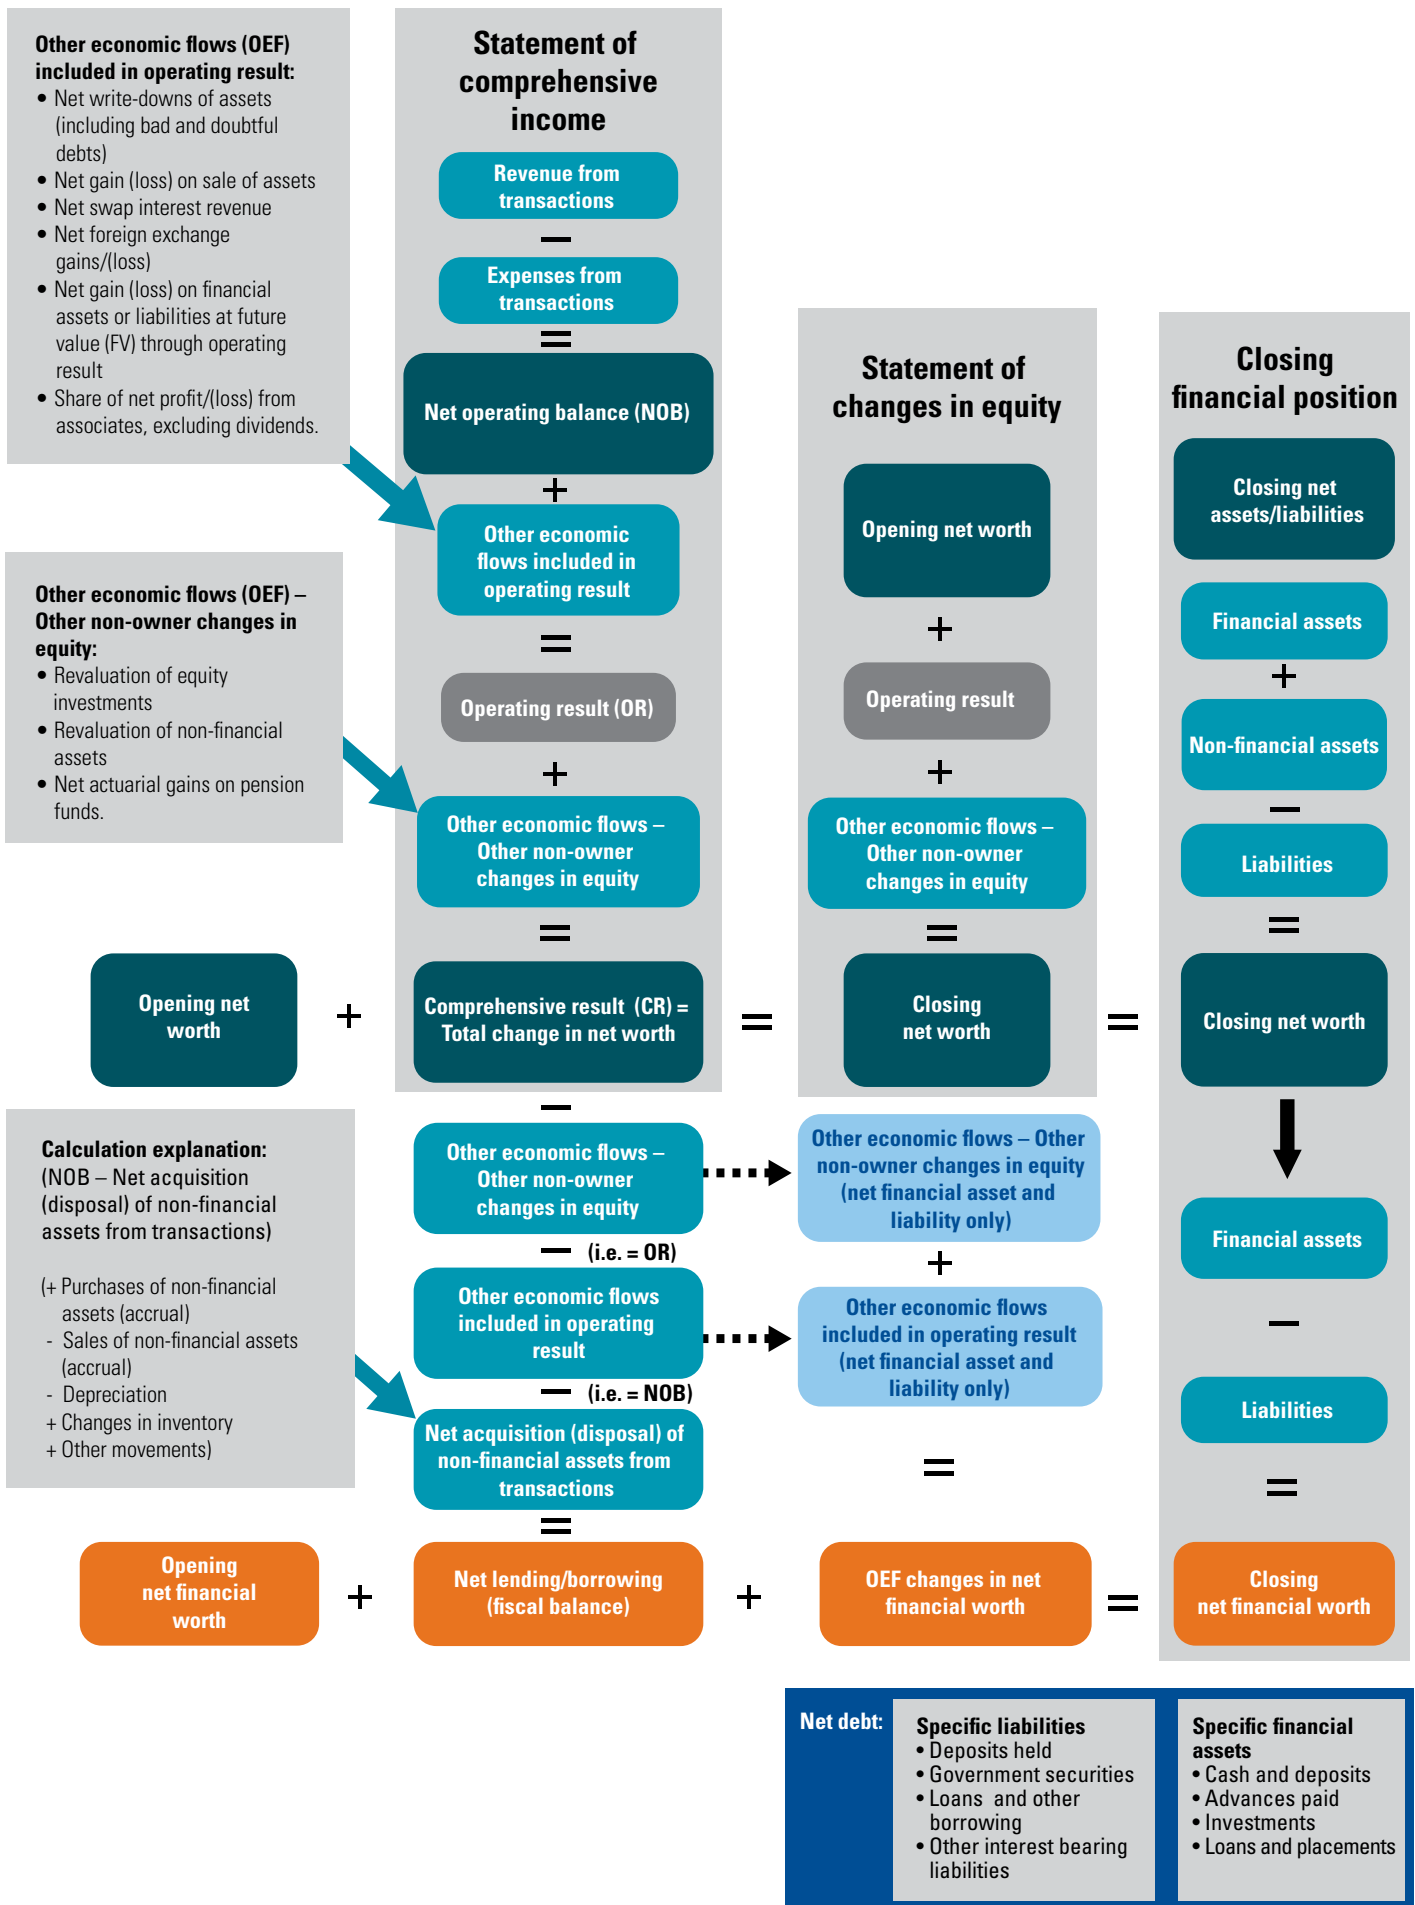 Other economic flows (OEF)
included in operating result:
• Net write-downs of assets
(including bad and doubtful
debts)
• Net gain (loss) on sale of assets
• Net swap interest revenue
• Net foreign exchange
gains/(loss)
• Net gain (loss) on financial
assets or liabilities at future
value (FV) through operating
result
• Share of net profit/(loss) from
associates, excluding dividends.
Other economic flows (OEF) –
Other non-owner changes in
equity:
• Revaluation of equity
investments
• Revaluation of non-financial
assets
• Net actuarial gains on pension
funds.
Statement of
comprehensive
income
Revenue from
transactions
–
Expenses from
transactions
=
Net operating balance (NOB)
+
Other economic
flows included in
operating result
=
Operating result (OR)
+
Other economic flows –
Other non-owner
changes in equity
=
Statement of
changes in equity
Opening net worth
+
Operating result
+
Other economic flows –
Other non-owner
changes in equity
=
Closing
financial position
Closing net
assets/liabilities
Financial assets
+
Non-financial assets
–
Liabilities
=
Opening net
worth
+
Comprehensive result  (CR) =
Total change in net worth
=
Closing
net worth
=
Closing net worth
Calculation explanation:
(NOB – Net acquisition
(disposal) of non-financial
assets from transactions)
(+ Purchases of non-financial
assets (accrual)
-  Sales of non-financial assets
(accrual)
-  Depreciation
+ Changes in inventory
+ Other movements)
–
Other economic flows –
Other non-owner
changes in equity
– (i.e. = OR)
Other economic flows
included in operating
result
– (i.e. = NOB)
Net acquisition (disposal) of
non-financial assets from
transactions
=
Other economic flows – Other
non-owner changes in equity
(net financial asset and
liability only)
+
Other economic flows
included in operating result
(net financial asset and
liability only)
=
Financial assets
–
Liabilities
=
Opening
net financial
worth
+
Net lending/borrowing
(fiscal balance)
+
OEF changes in net
financial worth
=
Closing
net financial worth
Net debt:
Specific liabilities
• Deposits held
• Government securities
• Loans  and other
borrowing
• Other interest bearing
liabilities
Specific financial
assets
• Cash and deposits
• Advances paid
• Investments
• Loans and placements